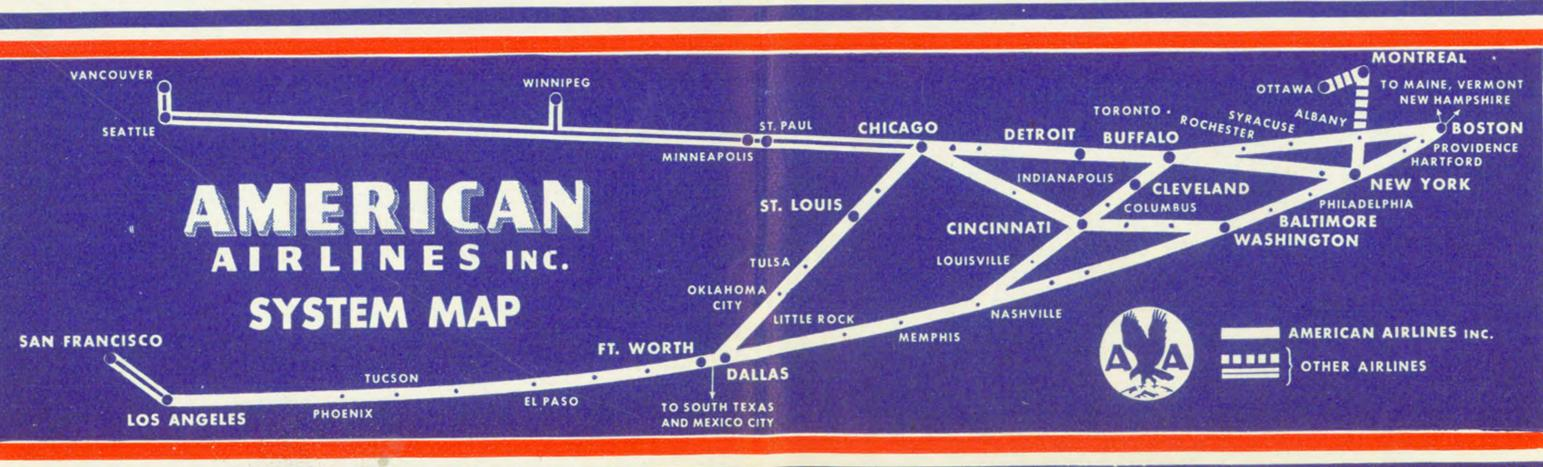 AMERICAN
AIRLINES INC.
SYSTEM MAP
VANCOUVER
SEATTLE
WINNIPEG
MINNEAPOLIS
ST. PAUL
CHICAGO
DETROIT
TORONTO
BUFFALO
ROCHESTER
SYRACUSE
ALBANY
OTTAWA
MONTREAL
TO MAINE, VERMONT
NEW HAMPSHIRE
BOSTON
PROVIDENCE
HARTFORD
NEW YORK
PHILADELPHIA
BALTIMORE
WASHINGTON
INDIANAPOLIS
CLEVELAND
COLUMBUS
CINCINNATI
LOUISVILLE
NASHVILLE
MEMPHIS
LITTLE ROCK
ST. LOUIS
TULSA
OKLAHOMA
CITY
FT. WORTH
DALLAS
TO SOUTH TEXAS
AND MEXICO CITY
EL PASO
TUCSON
PHOENIX
SAN FRANCISCO
LOS ANGELES
A A
AMERICAN AIRLINES INC.
OTHER AIRLINES